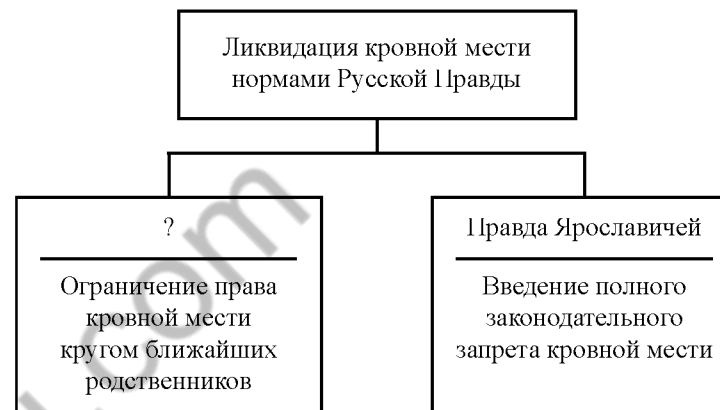 Ликвидация кровной мести
нормами Русской Правды
?
Ограничение права
кровной мести
кругом ближайших
родственников
Правда Ярославичей
Введение полного
законодательного
запрета кровной мести